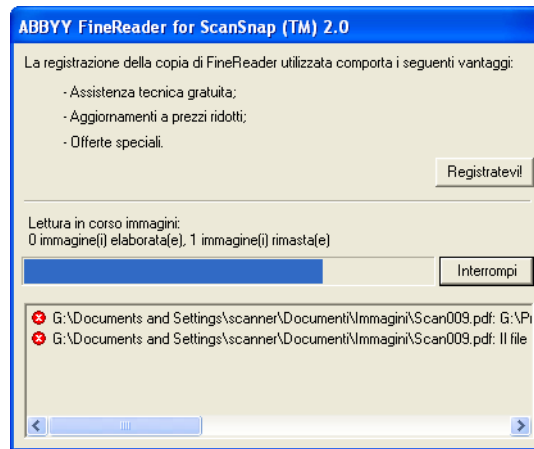 ABBYY FineReader for ScanSnap (TM) 2.0
La registrazione della copia di FineReader utilizzata comporta i seguenti vantaggi:
- Assistenza tecnica gratuita;
- Aggiornamenti a prezzi ridotti;
- Offerte speciali.
Registratevi!
Lettura in corso immagini:
0 immagine(i) elaborata(e), 1 immagine(i) rimasta(e)
Interrompi
G:\Documents and Settings\scanner\Documenti\Immagini\Scan009.pdf: G:\Pr
G:\Documents and Settings\scanner\Documenti\Immagini\Scan009.pdf: Il file